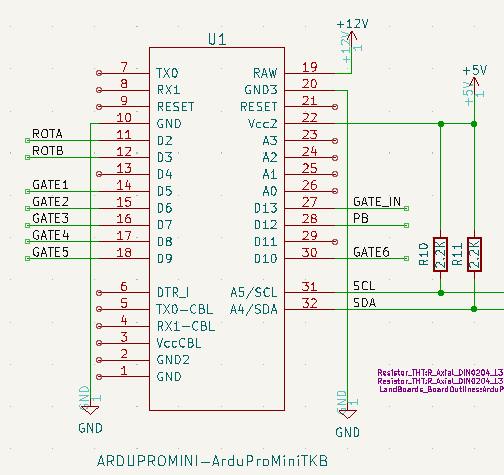 +12V
U1
+12V
1
+5V
+5V
1
7 TX0 RAW 19
8 RX1 GND3 20
9 RESET RESET 21
10 GND Vcc2 22
ROTA 11 D2 A3 23
ROTB 12 D3 A2 24
13 D4 A1 25
GATE1 14 D5 A0 26
GATE2 15 D6 D13 27 GATE_IN
GATE3 16 D7 D12 28 PB
GATE4 17 D8 D11 29
GATE5 18 D9 D10 30 GATE6
R10 2.2K R11 2.2K
6 DTR_I A5/SCL 31 SCL
5 TX0-CBL A4/SDA 32 SDA
4 RX1-CBL
3 VccCBL
2 GND2
1 GND
Resistor_THT:R_Axial_DIN0204_L3
Resistor_THT:R_Axial_DIN0204_L3
LandBoards_BoardOutlines:ArduP
GND
1
GND
GND
1
GND
ARDUPROMINI-ArduProMiniTKB